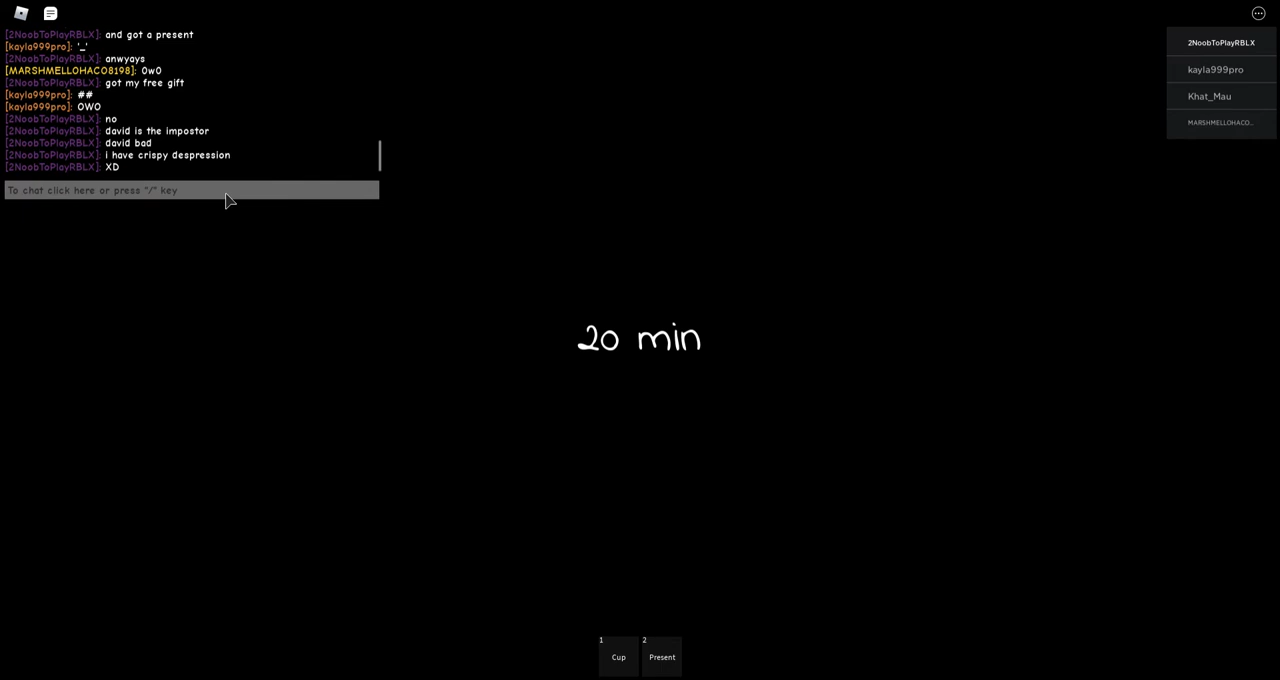 [2NoobToPlayRBLX]: and got a present
[kayla999pro]: '_'
[2NoobToPlayRBLX]: anwyays
[MARSHMELLOHACO8198]: 0w0
[2NoobToPlayRBLX]: got my free gift
[kayla999pro]: ##
[kayla999pro]: OWO
[2NoobToPlayRBLX]: no
[2NoobToPlayRBLX]: david is the impostor
[2NoobToPlayRBLX]: david bad
[2NoobToPlayRBLX]: i have crispy despression
[2NoobToPlayRBLX]: XD
To chat click here or press "/" key
2NoobToPlayRBLX
kayla999pro
Khat_Mau
MARSHMELLOHACO...
20 min
1
Cup
2
Present